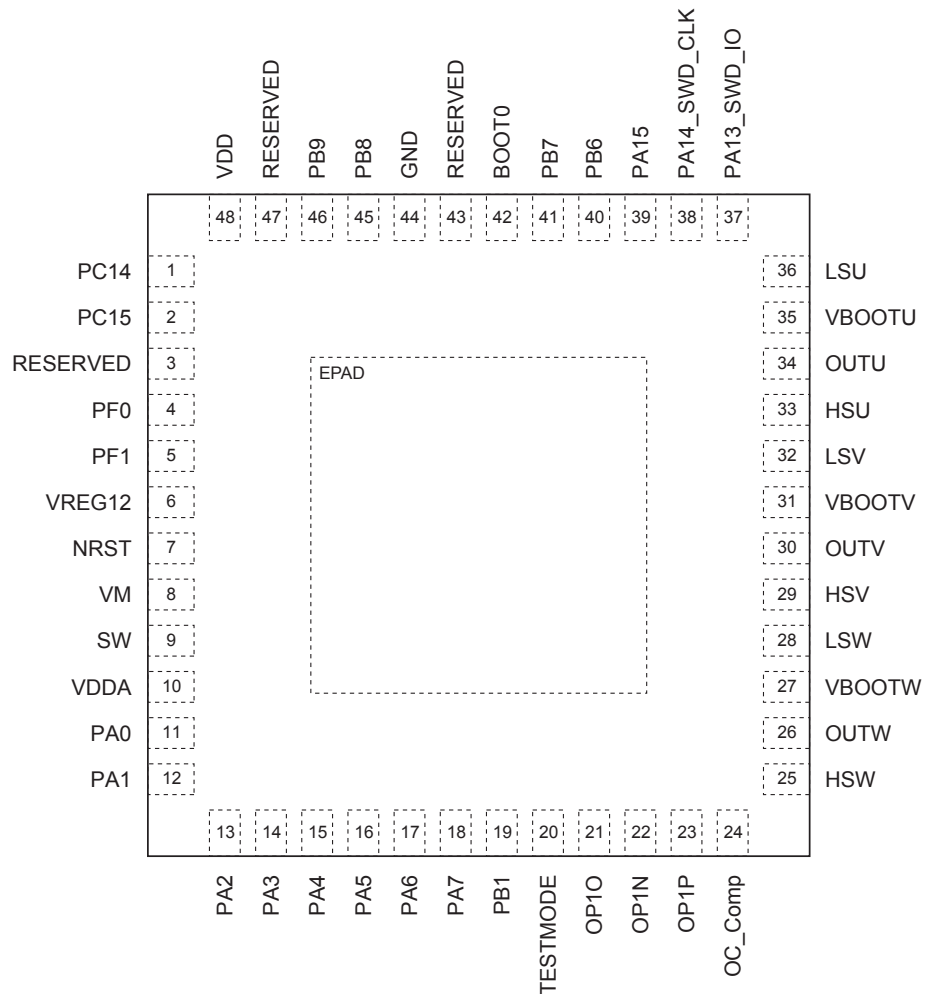 VDD
RESERVED
PB9
PB8
GND
RESERVED
BOOT0
PB7
PB6
PA15
PA14_SWD_CLK
PA13_SWD_IO
48
47
46
45
44
43
42
41
40
39
38
37
PC14 1
PC15 2
RESERVED 3
PF0 4
PF1 5
VREG12 6
NRST 7
VM 8
SW 9
VDDA 10
PA0 11
PA1 12
EPAD
36 LSU
35 VBOOTU
34 OUTU
33 HSU
32 LSV
31 VBOOTV
30 OUTV
29 HSV
28 LSW
27 VBOOTW
26 OUTW
25 HSW
13
14
15
16
17
18
19
20
21
22
23
24
PA2
PA3
PA4
PA5
PA6
PA7
PB1
TESTMODE
OP1O
OP1N
OP1P
OC_Comp